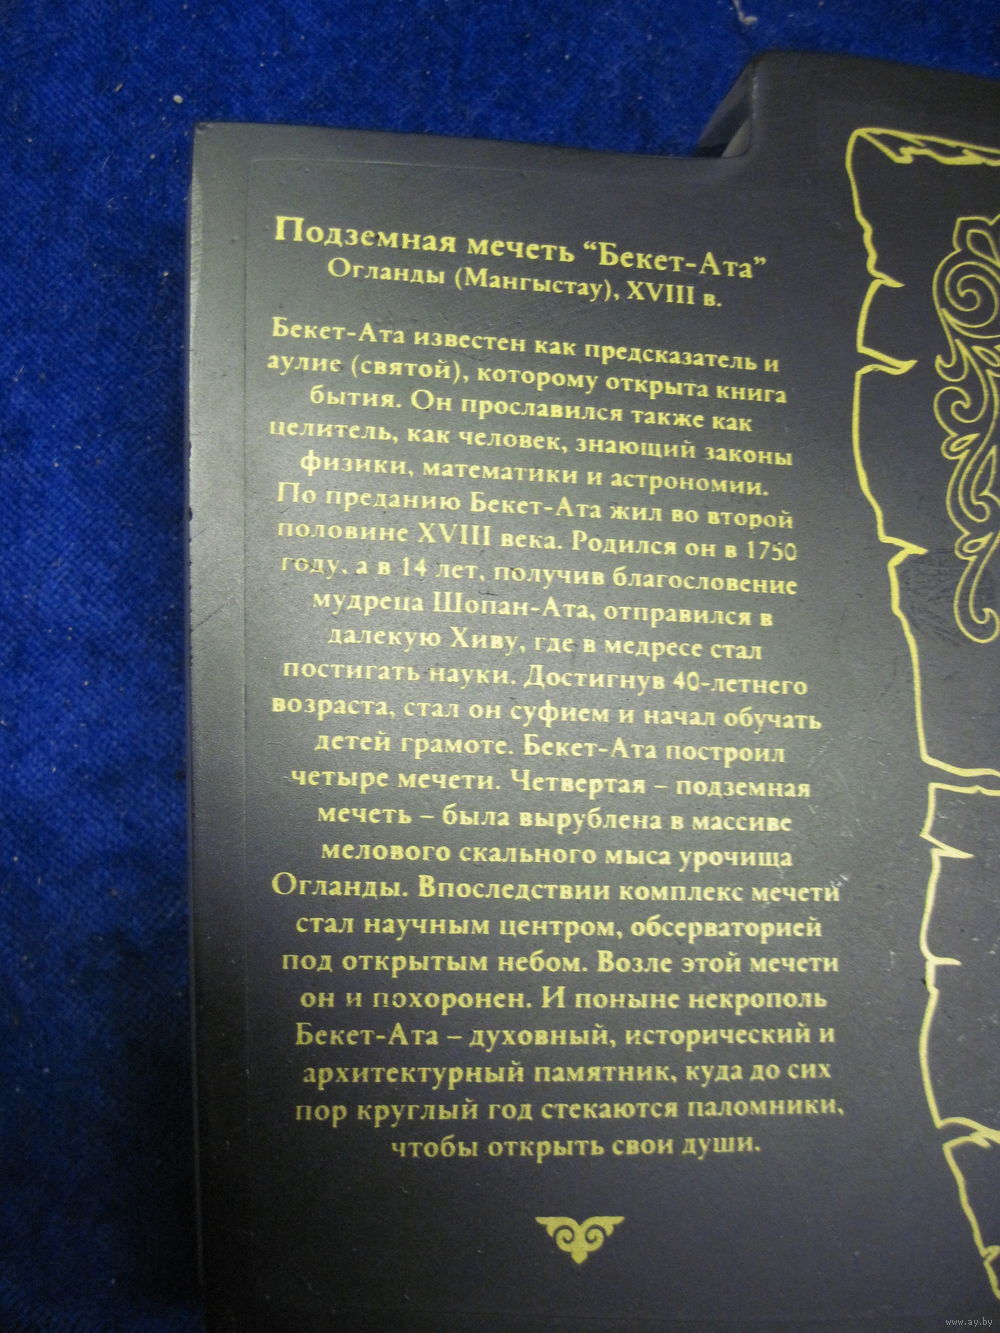 Подземная мечеть “Бекет-Ата”
Огланды (Мангыстау), XVIII в.
Бекет-Ата известен как предсказатель и
аулие (святой), которому открыта книга
бытия. Он прославился также как
целитель, как человек, знающий законы
физики, математики и астрономии.
По преданию Бекет-Ата жил во второй
половине XVIII века. Родился он в 1750
году, а в 14 лет, получив благословение
мудреца Шопан-Ата, отправился в
далекую Хиву, где в медресе стал
постигать науки. Достигнув 40-летнего
возраста, стал он суфием и начал обучать
детей грамоте. Бекет-Ата построил
четыре мечети. Четвертая – подземная
мечеть – была вырублена в массиве
мелового скального мыса урочища
Огланды. Впоследствии комплекс мечети
стал научным центром, обсерваторией
под открытым небом. Возле этой мечети
он и похоронен. И поныне некрополь
Бекет-Ата – духовный, исторический и
архитектурный памятник, куда до сих
пор круглый год стекаются паломники,
чтобы открыть свои души.
www.ay.by